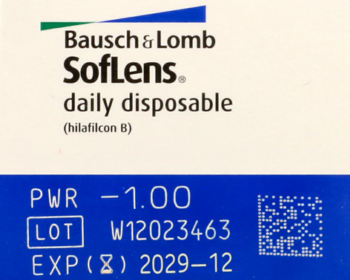 Bausch & Lomb
SofLens®
daily disposable
(hilafilcon B)
PWR -1.00
LOT W12023463
EXP (⌛) 2029-12